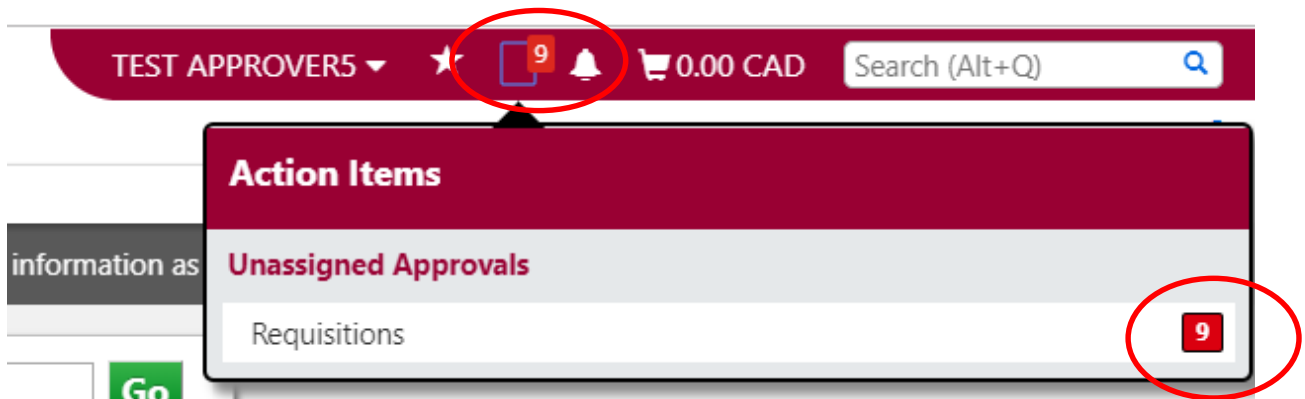 TEST APPROVER5 9 0.00 CAD Search (Alt+Q)
Action Items
information as Unassigned Approvals
Requisitions 9
Go